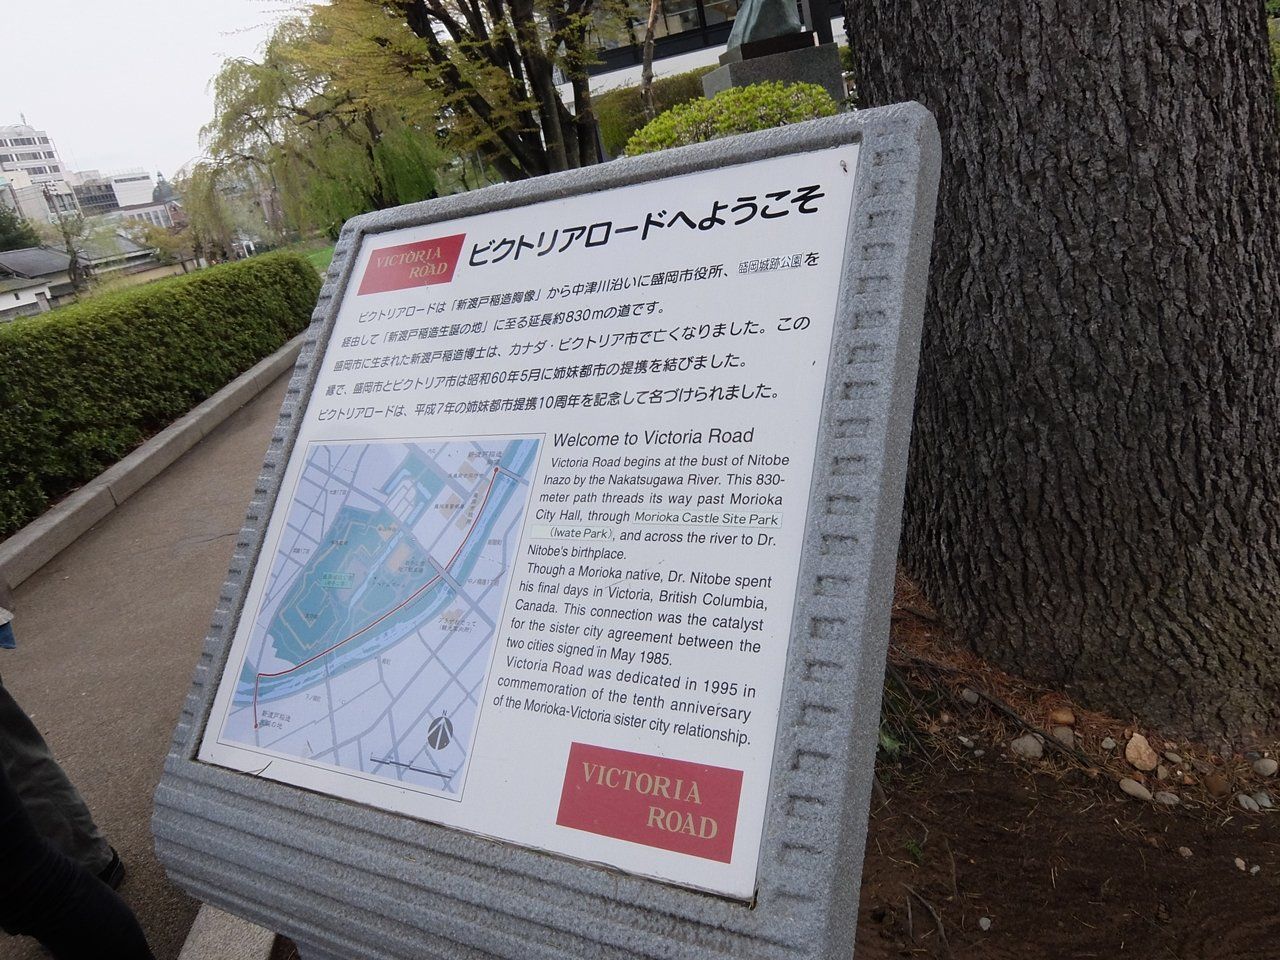 VICTORIA
ROAD
ビクトリアロードへようこそ
ビクトリアロードは「新渡戸稲造胸像」から中津川沿いに盛岡市役所、盛岡城跡公園を
経由して「新渡戸稲造生誕の地」に至る延長約830mの道です。
盛岡市に生まれた新渡戸稲造博士は、カナダ・ビクトリア市で亡くなりました。この
縁で、盛岡市とビクトリア市は昭和60年5月に姉妹都市の提携を結びました。
ビクトリアロードは、平成7年の姉妹都市提携10周年を記念して名づけられました。
Welcome to Victoria Road
Victoria Road begins at the bust of Nitobe
Inazo by the Nakatsugawa River. This 830-
meter path threads its way past Morioka
City Hall, through Morioka Castle Site Park
(Iwate Park), and across the river to Dr.
Nitobe's birthplace.
Though a Morioka native, Dr. Nitobe spent
his final days in Victoria, British Columbia,
Canada. This connection was the catalyst
for the sister city agreement between the
two cities signed in May 1985.
Victoria Road was dedicated in 1995 in
commemoration of the tenth anniversary
of the Morioka-Victoria sister city relationship.
新渡戸稲造
N
VICTORIA
ROAD